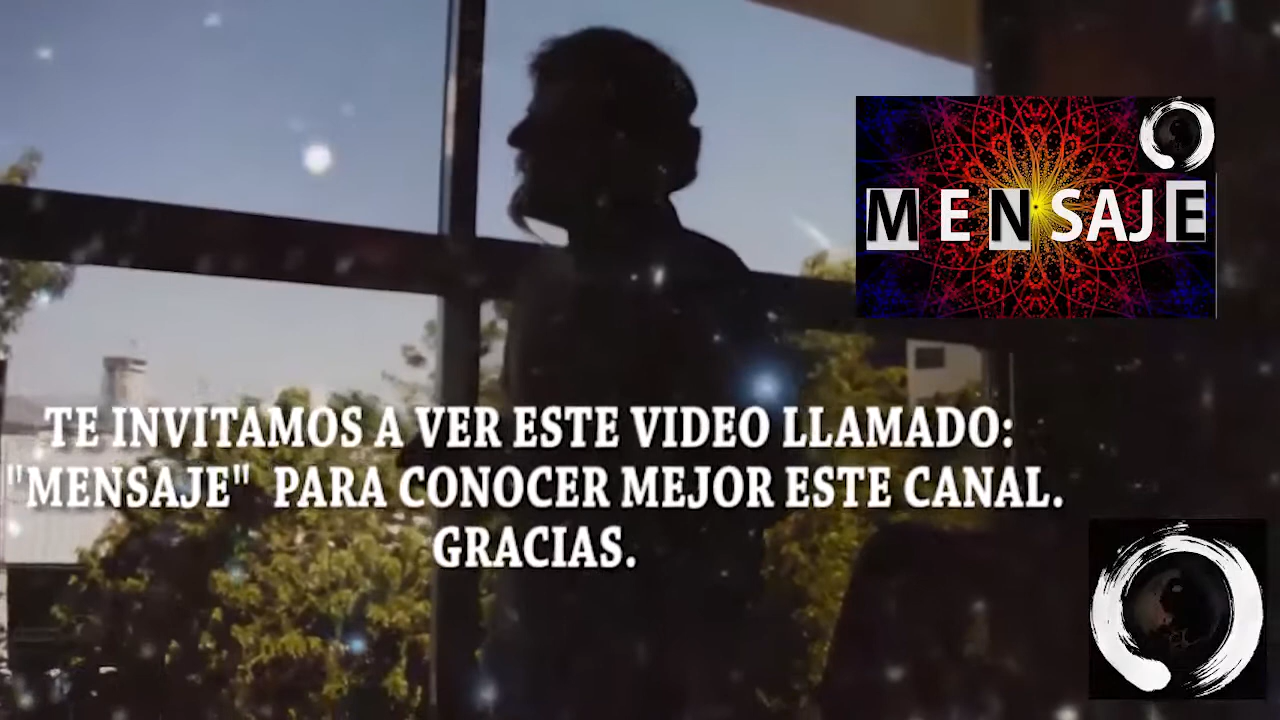 MENSAJE
TE INVITAMOS A VER ESTE VIDEO LLAMADO:
"MENSAJE" PARA CONOCER MEJOR ESTE CANAL.
GRACIAS.